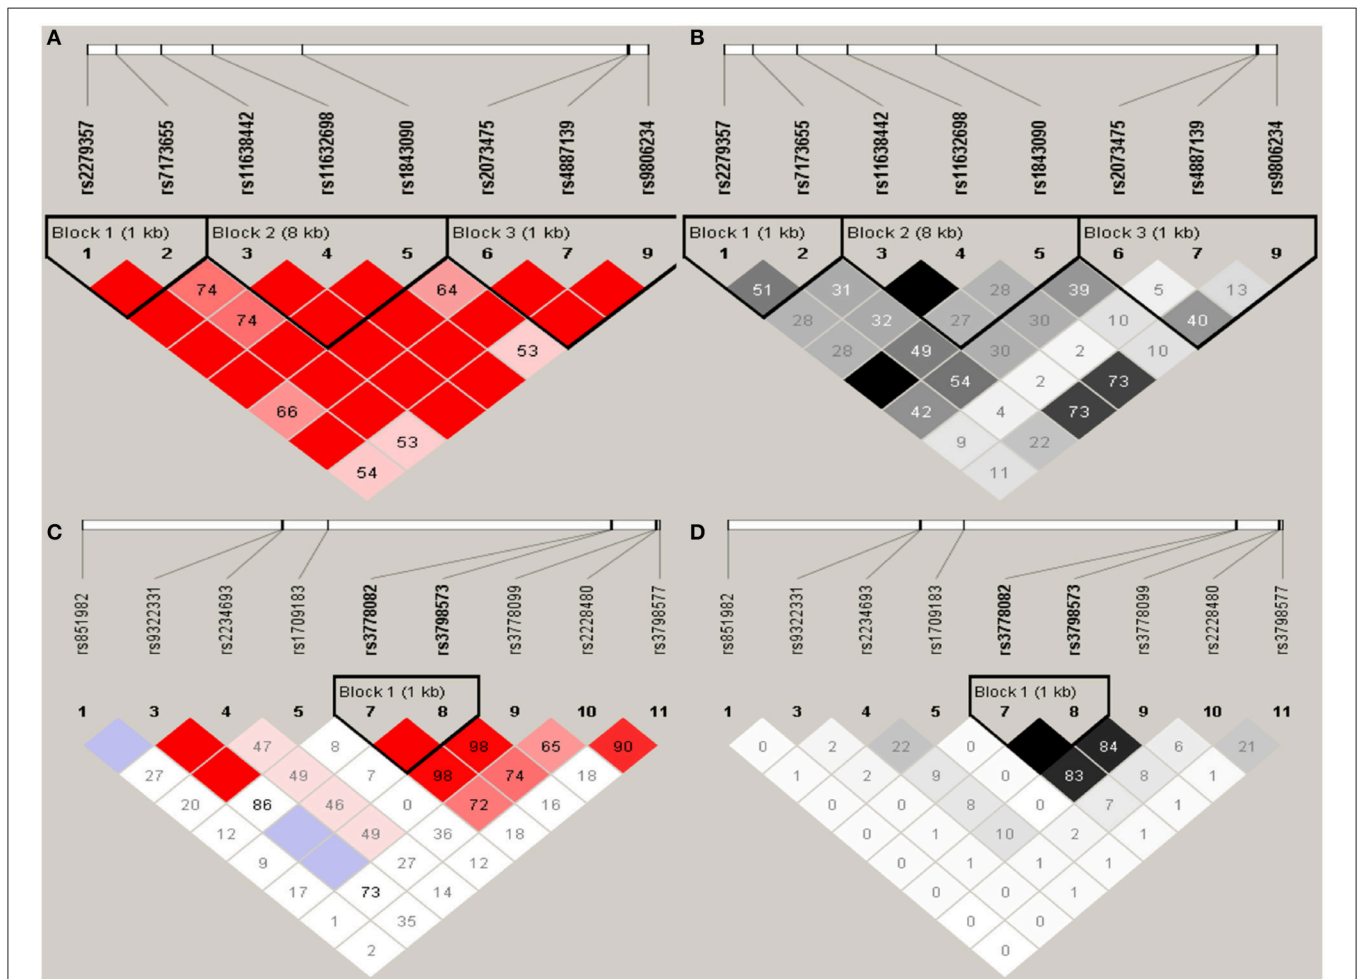 A
B
rs2279357 rs7173655 rs11638442 rs11632698 rs1843090 rs2073475 rs4887139 rs9806234
rs2279357 rs7173655 rs11638442 rs11632698 rs1843090 rs2073475 rs4887139 rs9806234
Block 1 (1 kb) Block 2 (8 kb) Block 3 (1 kb)
1 2 3 4 5 6 7 9
74 64
74
53
66
53
54
Block 1 (1 kb) Block 2 (8 kb) Block 3 (1 kb)
1 2 3 4 5 6 7 9
51 31 28 39 5 13
28 32 27 30 10 40
28 49 30 2 10
54 2 73
42 4 73
9 22
11
C
D
rs851982 rs9322331 rs2234693 rs1709183 rs3778082 rs3798573 rs3778099 rs2228480 rs3798577
rs851982 rs9322331 rs2234693 rs1709183 rs3778082 rs3798573 rs3778099 rs2228480 rs3798577
Block 1 (1 kb)
1 3 4 5 7 8 9 10 11
47 8 98 65 90
27 49 7 98 74 18
20 86 46 0 72 16
12 49 36 18
9 27 12
17 73 14
1 35
2
Block 1 (1 kb)
1 3 4 5 7 8 9 10 11
0 2 22 0 84 6 21
1 2 9 0 83 8 1
0 0 8 0 7 1
0 1 10 2 1
0 1 1 1
0 0 1
0 0
0